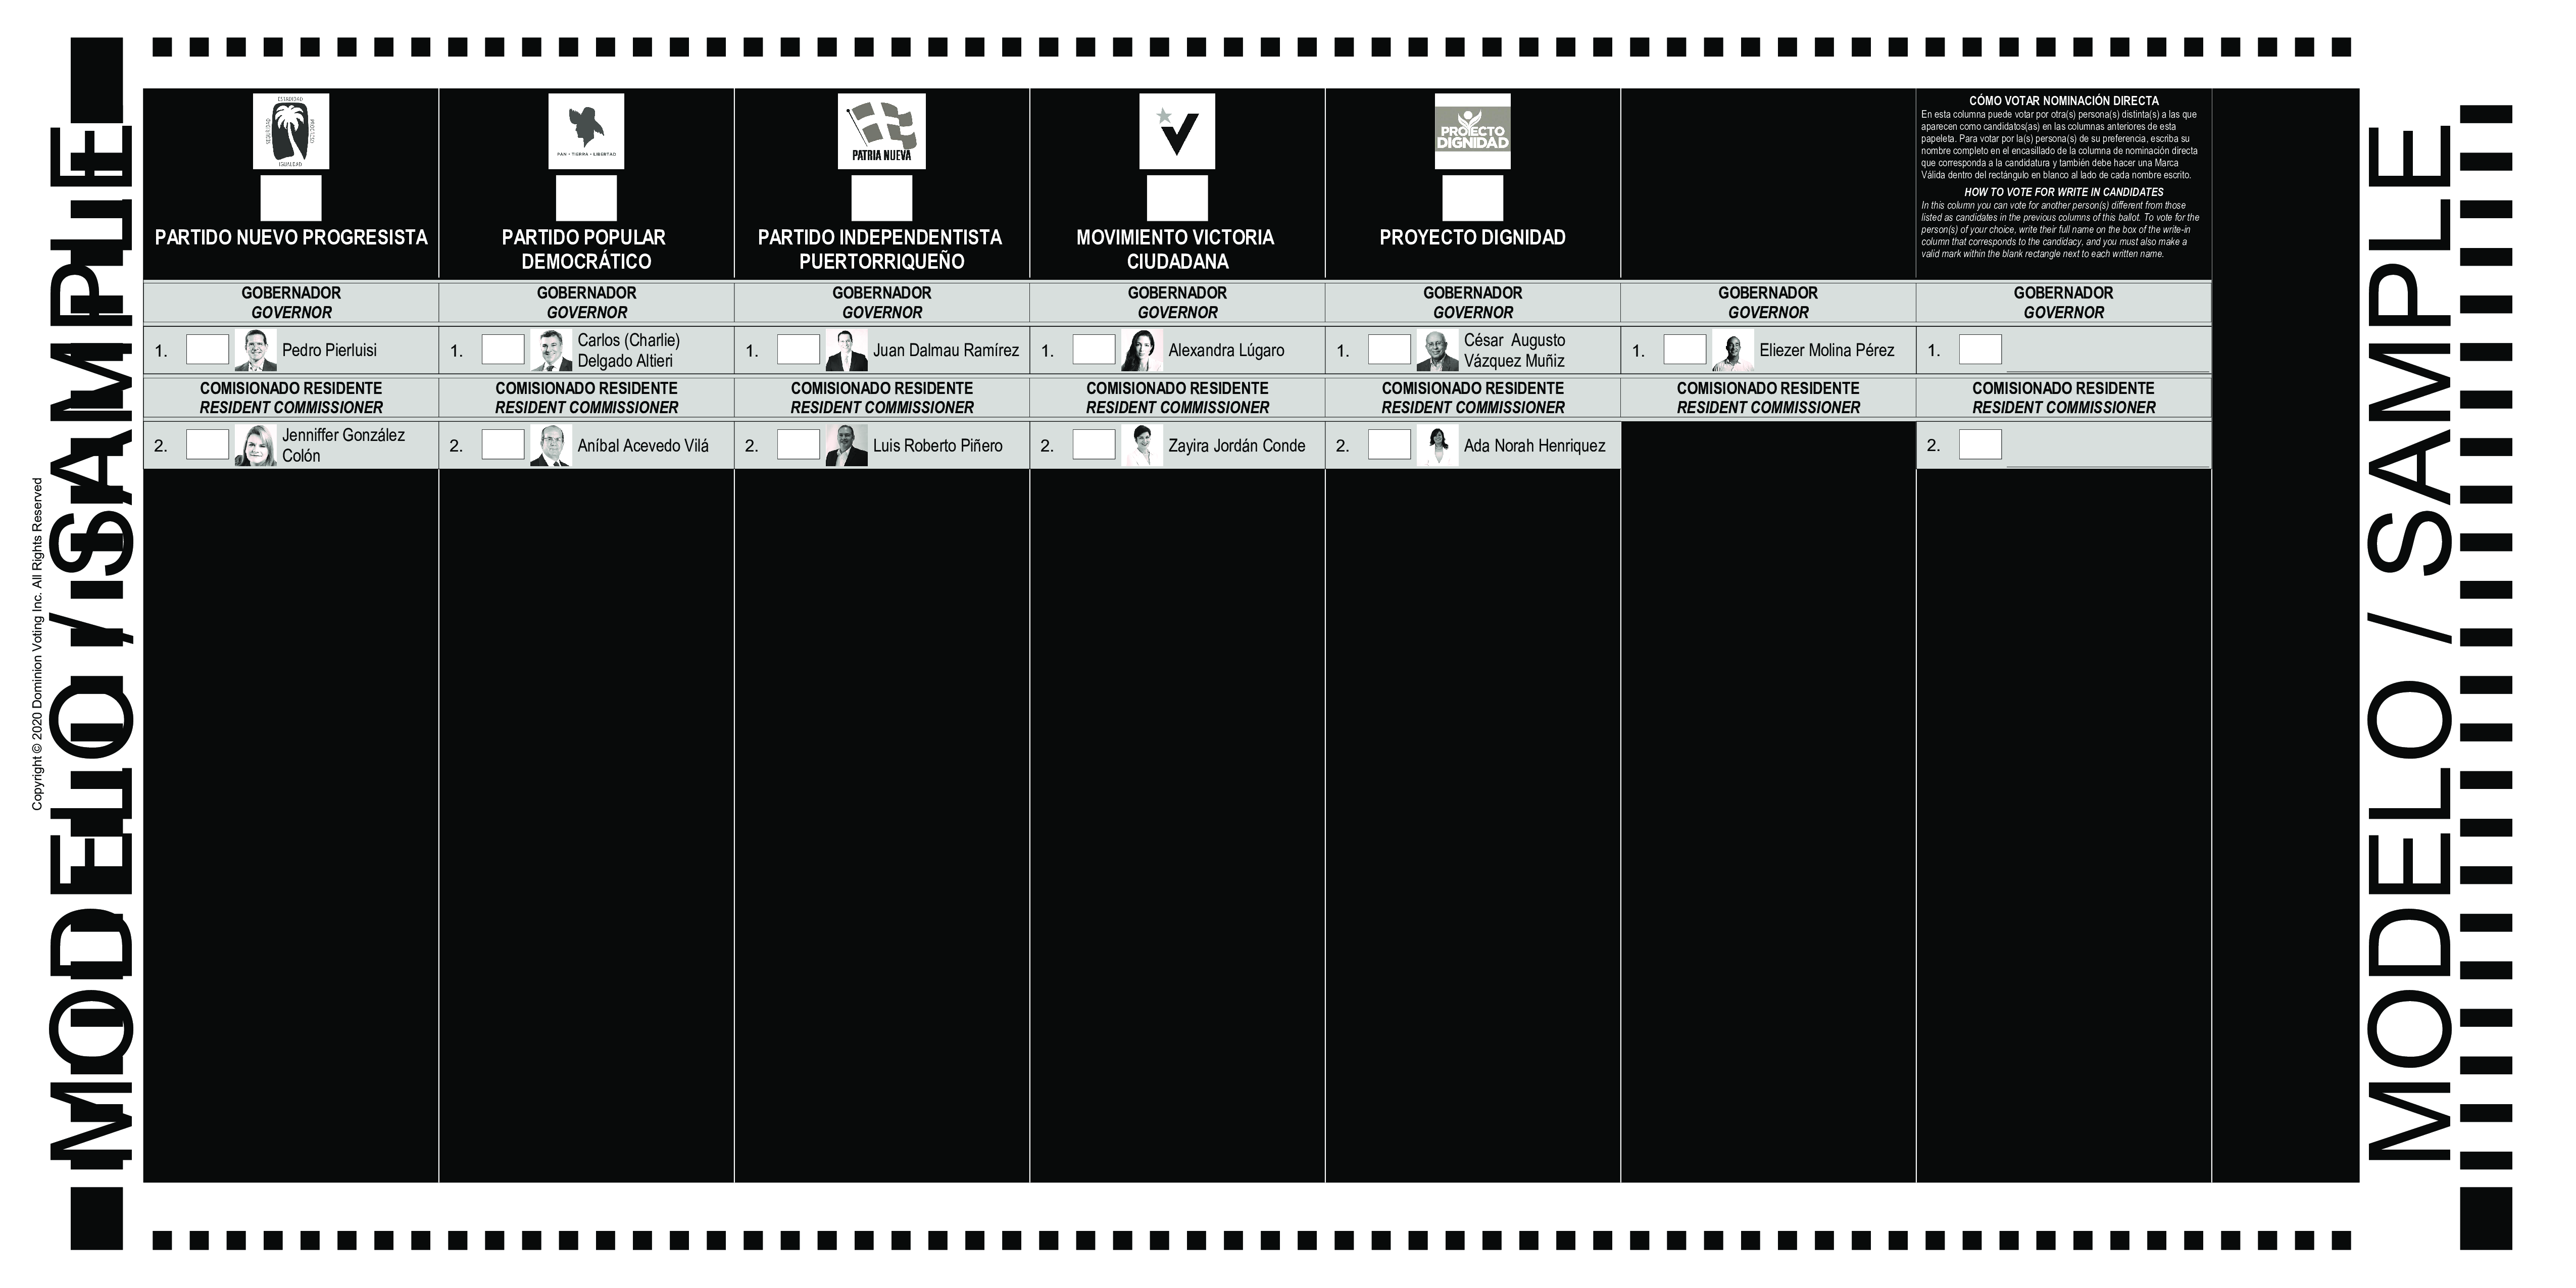 MODELO / SAMPLE
Copyright © 2020 Dominion Voting Inc. All Rights Reserved
ESTADIDAD
IGUALDAD
PARTIDO NUEVO PROGRESISTA
PAN • TIERRA • LIBERTAD
PARTIDO POPULAR
DEMOCRÁTICO
PATRIA NUEVA
PARTIDO INDEPENDENTISTA
PUERTORRIQUEÑO
MOVIMIENTO VICTORIA
CIUDADANA
PROYECTO
DIGNIDAD
PROYECTO DIGNIDAD
CÓMO VOTAR NOMINACIÓN DIRECTA
En esta columna puede votar por otra(s) persona(s) distinta(s) a las que
aparecen como candidatos(as) en las columnas anteriores de esta
papeleta. Para votar por la(s) persona(s) de su preferencia, escriba su
nombre completo en el encasillado de la columna de nominación directa
que corresponda a la candidatura y también debe hacer una Marca
Válida dentro del rectángulo en blanco al lado de cada nombre escrito.
HOW TO VOTE FOR WRITE IN CANDIDATES
In this column you can vote for another person(s) different from those
listed as candidates in the previous columns of this ballot. To vote for the
person(s) of your choice, write their full name on the box of the write-in
column that corresponds to the candidacy, and you must also make a
valid mark within the blank rectangle next to each written name.
GOBERNADOR
GOVERNOR
GOBERNADOR
GOVERNOR
GOBERNADOR
GOVERNOR
GOBERNADOR
GOVERNOR
GOBERNADOR
GOVERNOR
GOBERNADOR
GOVERNOR
GOBERNADOR
GOVERNOR
1. Pedro Pierluisi
1. Carlos (Charlie)
Delgado Altieri
1. Juan Dalmau Ramírez
1. Alexandra Lúgaro
1. César Augusto
Vázquez Muñiz
1. Eliezer Molina Pérez
1.
COMISIONADO RESIDENTE
RESIDENT COMMISSIONER
COMISIONADO RESIDENTE
RESIDENT COMMISSIONER
COMISIONADO RESIDENTE
RESIDENT COMMISSIONER
COMISIONADO RESIDENTE
RESIDENT COMMISSIONER
COMISIONADO RESIDENTE
RESIDENT COMMISSIONER
COMISIONADO RESIDENTE
RESIDENT COMMISSIONER
COMISIONADO RESIDENTE
RESIDENT COMMISSIONER
2. Jenniffer González
Colón
2. Aníbal Acevedo Vilá
2. Luis Roberto Piñero
2. Zayira Jordán Conde
2. Ada Norah Henriquez
2.
MODELO / SAMPLE